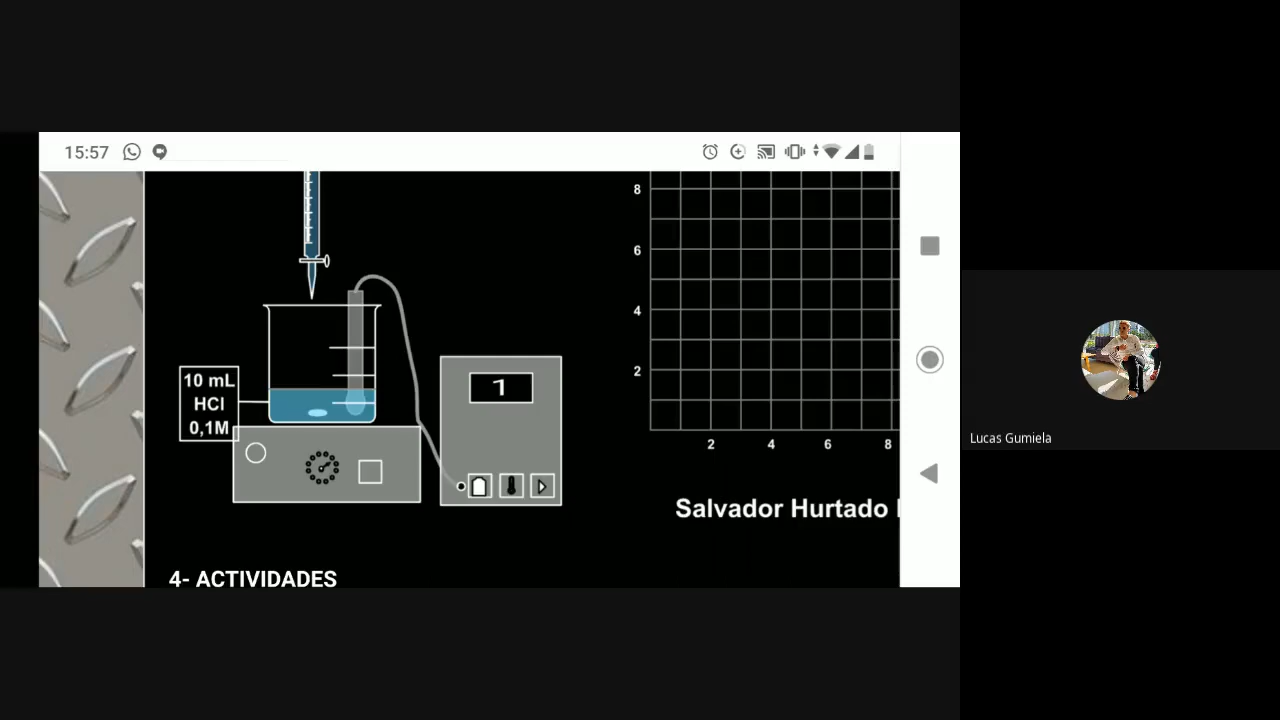 15:57
8
6
4
2
2 4 6 8
10 mL
HCl
0,1M
1
Salvador Hurtado
4- ACTIVIDADES
Lucas Gumiela